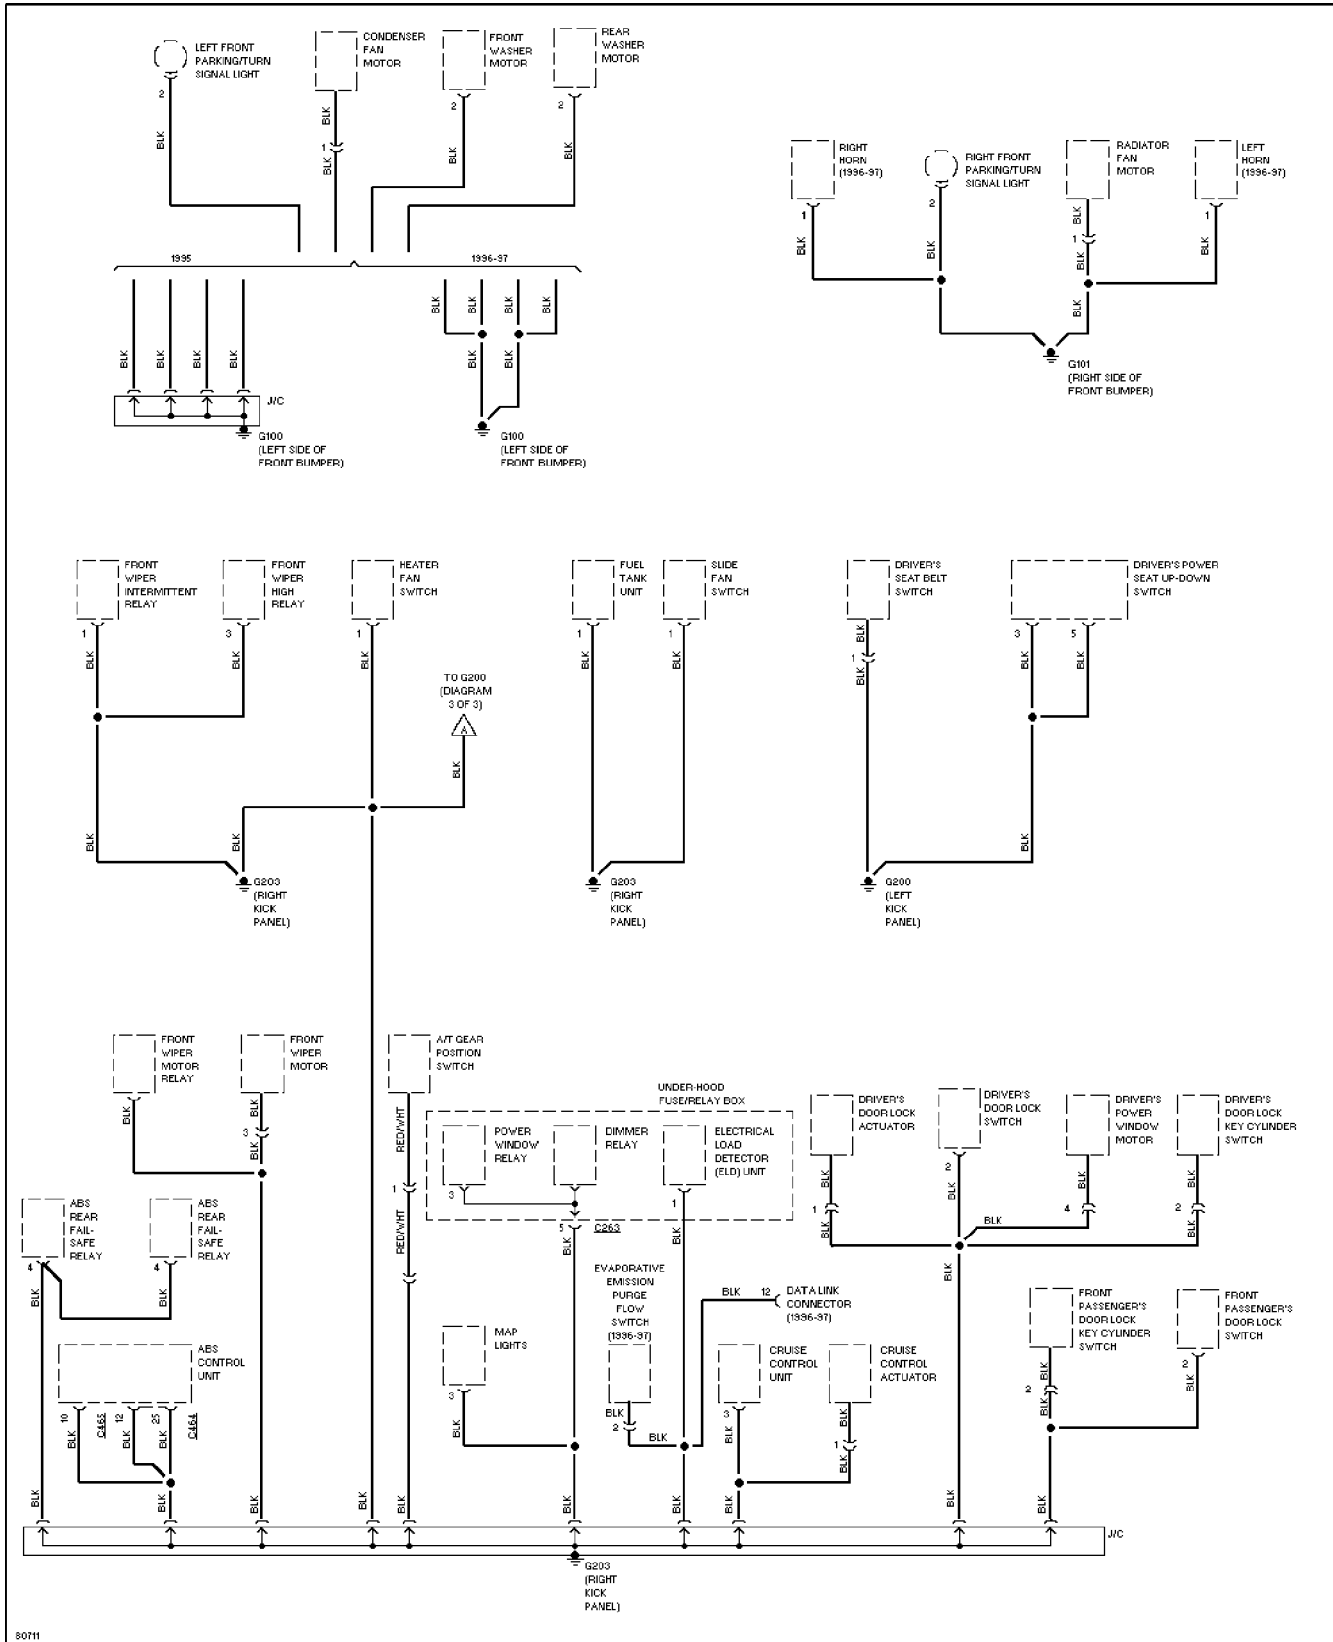 LEFT FRONT
PARKING/TURN
SIGNAL LIGHT
2
BLK
CONDENSER
FAN
MOTOR
BLK
1
BLK
FRONT
WASHER
MOTOR
2
BLK
REAR
WASHER
MOTOR
2
BLK
1995
1996-97
BLK
BLK
BLK
BLK
J/C
G100
(LEFT SIDE OF
FRONT BUMPER)
BLK
BLK
BLK
BLK
BLK
BLK
G100
(LEFT SIDE OF
FRONT BUMPER)
RIGHT
HORN
(1996-97)
1
BLK
RIGHT FRONT
PARKING/TURN
SIGNAL LIGHT
2
BLK
RADIATOR
FAN
MOTOR
BLK
1
BLK
LEFT
HORN
(1996-97)
1
BLK
BLK
BLK
G101
(RIGHT SIDE OF
FRONT BUMPER)
FRONT
WIPER
INTERMITTENT
RELAY
1
BLK
FRONT
WIPER
HIGH
RELAY
3
BLK
HEATER
FAN
SWITCH
1
BLK
TO G200
(DIAGRAM
3 OF 3)
A
BLK
BLK
BLK
G203
(RIGHT
KICK
PANEL)
FUEL
TANK
UNIT
1
BLK
SLIDE
FAN
SWITCH
1
BLK
G203
(RIGHT
KICK
PANEL)
DRIVER'S
SEAT BELT
SWITCH
BLK
1
BLK
DRIVER'S POWER
SEAT UP-DOWN
SWITCH
3
5
BLK
BLK
BLK
BLK
G200
(LEFT
KICK
PANEL)
FRONT
WIPER
MOTOR
RELAY
BLK
FRONT
WIPER
MOTOR
BLK
3
BLK
A/T GEAR
POSITION
SWITCH
RED/WHT
1
RED/WHT
UNDER-HOOD
FUSE/RELAY BOX
POWER
WINDOW
RELAY
3
DIMMER
RELAY
5
C263
BLK
ELECTRICAL
LOAD
DETECTOR
(ELD) UNIT
1
BLK
DRIVER'S
DOOR LOCK
ACTUATOR
BLK
1
BLK
DRIVER'S
DOOR LOCK
SWITCH
2
BLK
DRIVER'S
POWER
WINDOW
MOTOR
BLK
4
BLK
DRIVER'S
DOOR LOCK
KEY CYLINDER
SWITCH
BLK
2
BLK
BLK
ABS
REAR
FAIL-
SAFE
RELAY
4
BLK
ABS
REAR
FAIL-
SAFE
RELAY
4
BLK
ABS
CONTROL
UNIT
10
C465
12
25
C464
BLK
BLK
BLK
MAP
LIGHTS
3
BLK
EVAPORATIVE
EMISSION
PURGE
FLOW
SWITCH
(1996-97)
BLK
2
BLK
BLK
12
DATA LINK
CONNECTOR
(1996-97)
CRUISE
CONTROL
UNIT
3
BLK
CRUISE
CONTROL
ACTUATOR
BLK
1
BLK
FRONT
PASSENGER'S
DOOR LOCK
KEY CYLINDER
SWITCH
BLK
2
BLK
FRONT
PASSENGER'S
DOOR LOCK
SWITCH
2
BLK
BLK
BLK
BLK
BLK
BLK
BLK
BLK
BLK
BLK
BLK
J/C
G203
(RIGHT
KICK
PANEL)
80711